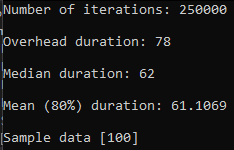 Number of iterations: 250000
Overhead duration: 78
Median duration: 62
Mean (80%) duration: 61.1069
Sample data [100]